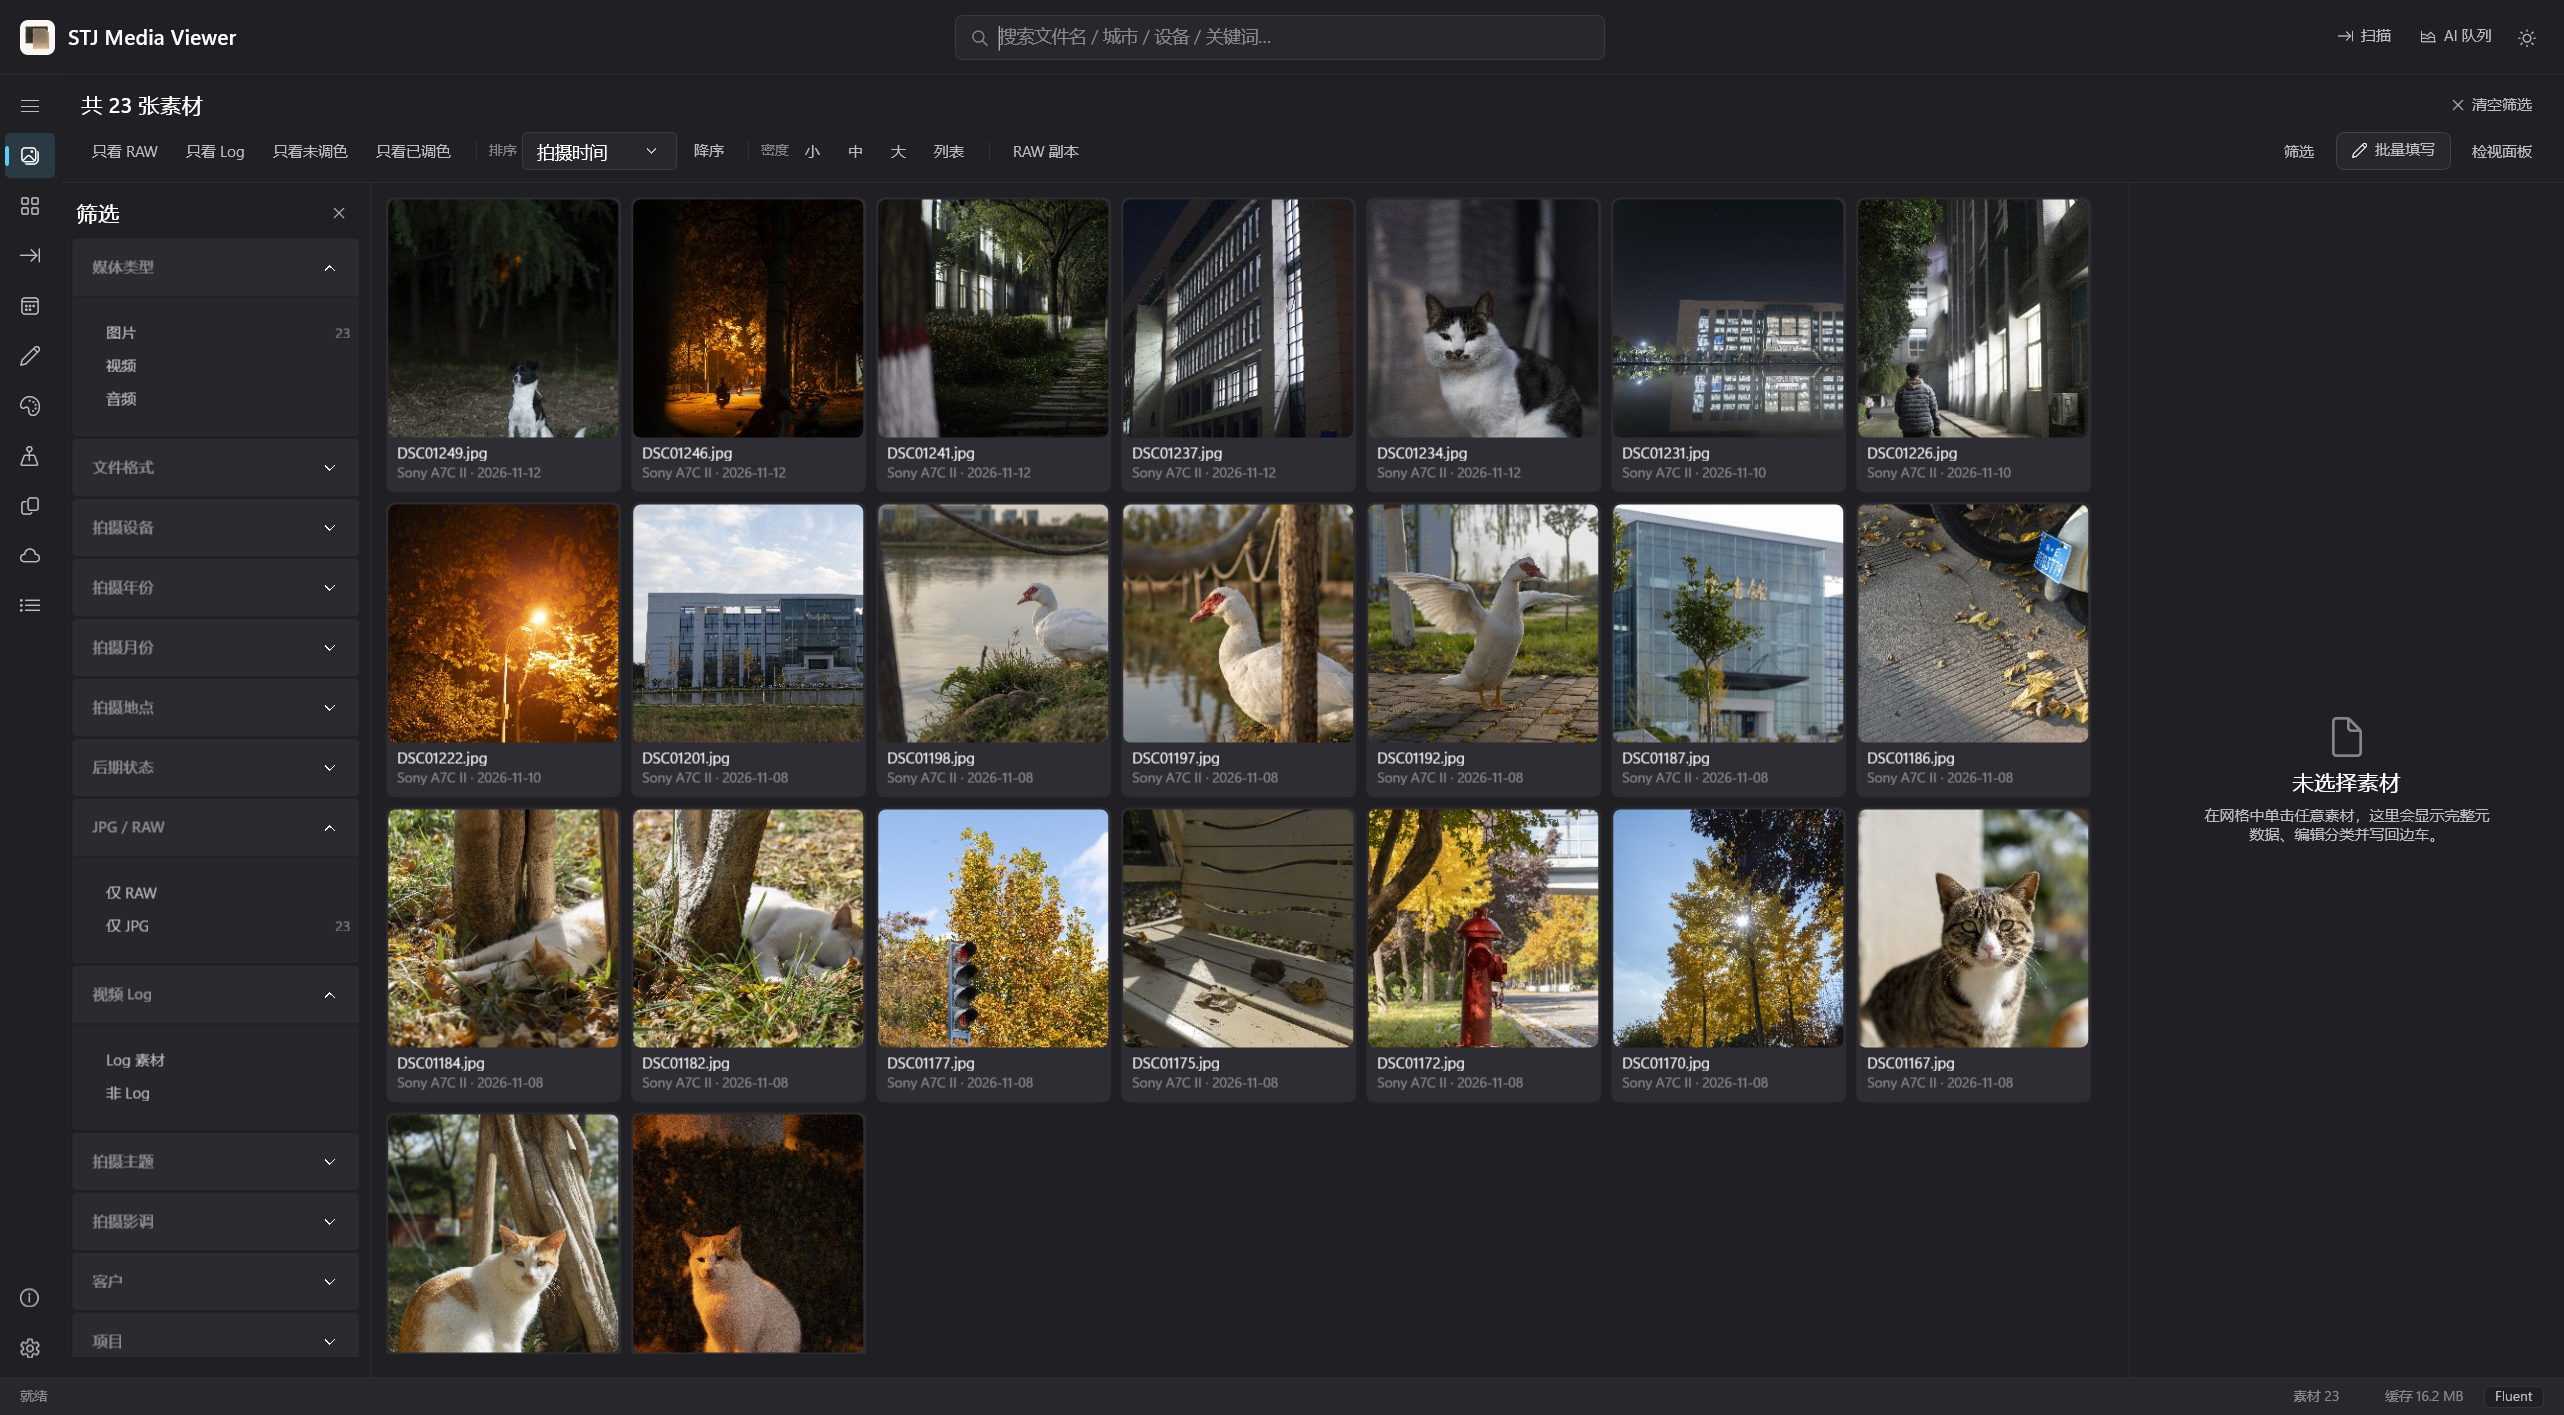 STJ Media Viewer
搜索文件名 / 城市 / 设备 / 关键词...
扫描
AI 队列
共 23 张素材
清空筛选
只看 RAW
只看 Log
只看未调色
只看已调色
排序
拍摄时间
降序
密度
小
中
大
列表
RAW 副本
筛选
批量填写
检视面板
筛选
媒体类型
图片
23
视频
音频
文件格式
拍摄设备
拍摄年份
拍摄月份
拍摄地点
后期状态
JPG / RAW
仅 RAW
仅 JPG
23
视频 Log
Log 素材
非 Log
拍摄主题
拍摄影调
客户
项目
DSC01249.jpg
Sony A7C II · 2026-11-12
DSC01246.jpg
Sony A7C II · 2026-11-12
DSC01241.jpg
Sony A7C II · 2026-11-12
DSC01237.jpg
Sony A7C II · 2026-11-12
DSC01234.jpg
Sony A7C II · 2026-11-12
DSC01231.jpg
Sony A7C II · 2026-11-10
DSC01226.jpg
Sony A7C II · 2026-11-10
DSC01222.jpg
Sony A7C II · 2026-11-10
DSC01201.jpg
Sony A7C II · 2026-11-08
DSC01198.jpg
Sony A7C II · 2026-11-08
DSC01197.jpg
Sony A7C II · 2026-11-08
DSC01192.jpg
Sony A7C II · 2026-11-08
DSC01187.jpg
Sony A7C II · 2026-11-08
DSC01186.jpg
Sony A7C II · 2026-11-08
DSC01184.jpg
Sony A7C II · 2026-11-08
DSC01182.jpg
Sony A7C II · 2026-11-08
DSC01177.jpg
Sony A7C II · 2026-11-08
DSC01175.jpg
Sony A7C II · 2026-11-08
DSC01172.jpg
Sony A7C II · 2026-11-08
DSC01170.jpg
Sony A7C II · 2026-11-08
DSC01167.jpg
Sony A7C II · 2026-11-08
未选择素材
在网格中单击任意素材，这里会显示完整元
数据、编辑分类并写回边车。
就绪
素材 23
缓存 16.2 MB
Fluent